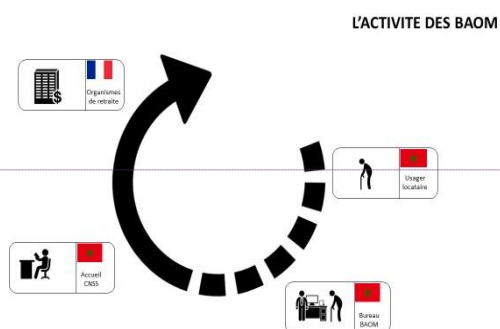 L'ACTIVITE DES BAOM
$
Organismes
de retraite
Usager
locataire
Accueil
CNSS
Bureau
BAOM